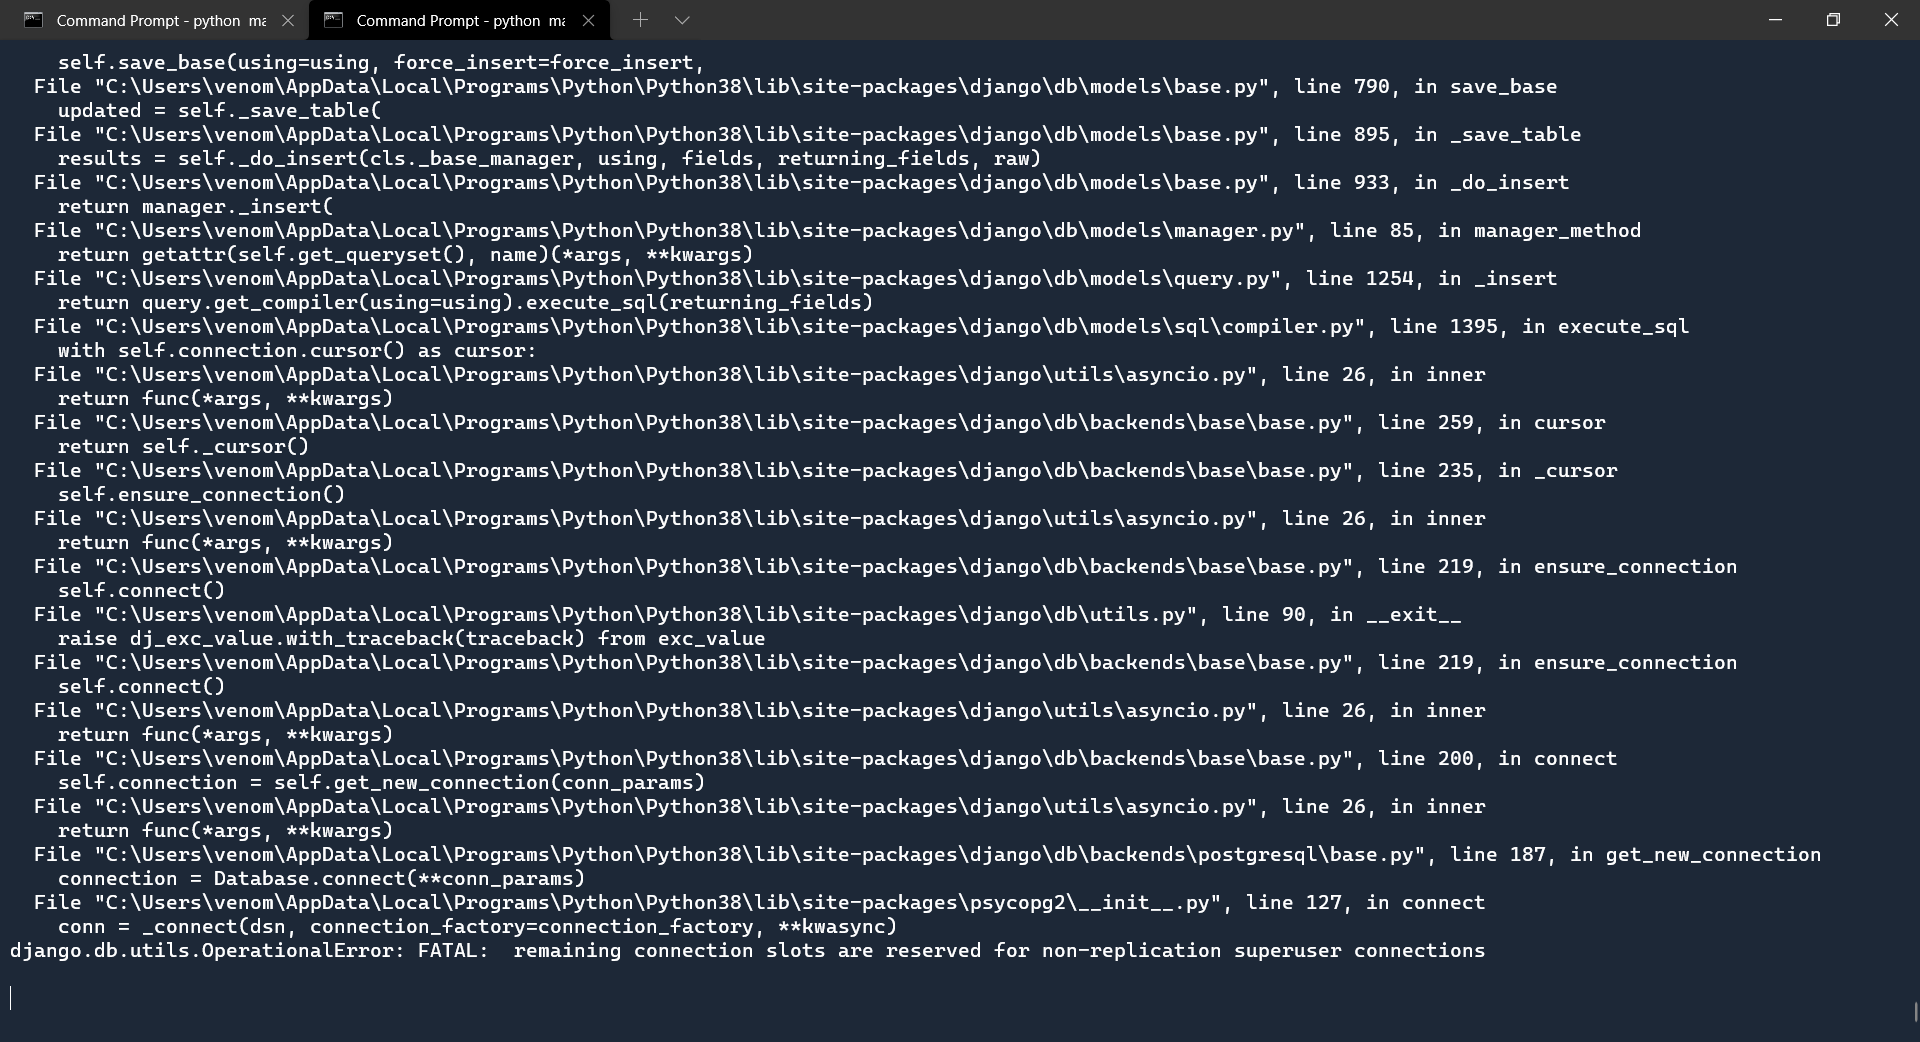 Command Prompt - python ma
Command Prompt - python ma
self.save_base(using=using, force_insert=force_insert,
File "C:\Users\venom\AppData\Local\Programs\Python\Python38\lib\site-packages\django\db\models\base.py", line 790, in save_base
updated = self._save_table(
File "C:\Users\venom\AppData\Local\Programs\Python\Python38\lib\site-packages\django\db\models\base.py", line 895, in _save_table
results = self._do_insert(cls._base_manager, using, fields, returning_fields, raw)
File "C:\Users\venom\AppData\Local\Programs\Python\Python38\lib\site-packages\django\db\models\base.py", line 933, in _do_insert
return manager._insert(
File "C:\Users\venom\AppData\Local\Programs\Python\Python38\lib\site-packages\django\db\models\manager.py", line 85, in manager_method
return getattr(self.get_queryset(), name)(*args, **kwargs)
File "C:\Users\venom\AppData\Local\Programs\Python\Python38\lib\site-packages\django\db\models\query.py", line 1254, in _insert
return query.get_compiler(using=using).execute_sql(returning_fields)
File "C:\Users\venom\AppData\Local\Programs\Python\Python38\lib\site-packages\django\db\models\sql\compiler.py", line 1395, in execute_sql
with self.connection.cursor() as cursor:
File "C:\Users\venom\AppData\Local\Programs\Python\Python38\lib\site-packages\django\utils\asyncio.py", line 26, in inner
return func(*args, **kwargs)
File "C:\Users\venom\AppData\Local\Programs\Python\Python38\lib\site-packages\django\db\backends\base\base.py", line 259, in cursor
return self._cursor()
File "C:\Users\venom\AppData\Local\Programs\Python\Python38\lib\site-packages\django\db\backends\base\base.py", line 235, in _cursor
self.ensure_connection()
File "C:\Users\venom\AppData\Local\Programs\Python\Python38\lib\site-packages\django\utils\asyncio.py", line 26, in inner
return func(*args, **kwargs)
File "C:\Users\venom\AppData\Local\Programs\Python\Python38\lib\site-packages\django\db\backends\base\base.py", line 219, in ensure_connection
self.connect()
File "C:\Users\venom\AppData\Local\Programs\Python\Python38\lib\site-packages\django\db\utils.py", line 90, in __exit__
raise dj_exc_value.with_traceback(traceback) from exc_value
File "C:\Users\venom\AppData\Local\Programs\Python\Python38\lib\site-packages\django\db\backends\base\base.py", line 219, in ensure_connection
self.connect()
File "C:\Users\venom\AppData\Local\Programs\Python\Python38\lib\site-packages\django\utils\asyncio.py", line 26, in inner
return func(*args, **kwargs)
File "C:\Users\venom\AppData\Local\Programs\Python\Python38\lib\site-packages\django\db\backends\base\base.py", line 200, in connect
self.connection = self.get_new_connection(conn_params)
File "C:\Users\venom\AppData\Local\Programs\Python\Python38\lib\site-packages\django\utils\asyncio.py", line 26, in inner
return func(*args, **kwargs)
File "C:\Users\venom\AppData\Local\Programs\Python\Python38\lib\site-packages\django\db\backends\postgresql\base.py", line 187, in get_new_connection
connection = Database.connect(**conn_params)
File "C:\Users\venom\AppData\Local\Programs\Python\Python38\lib\site-packages\psycopg2\__init__.py", line 127, in connect
conn = _connect(dsn, connection_factory=connection_factory, **kwasync)
django.db.utils.OperationalError: FATAL:  remaining connection slots are reserved for non-replication superuser connections